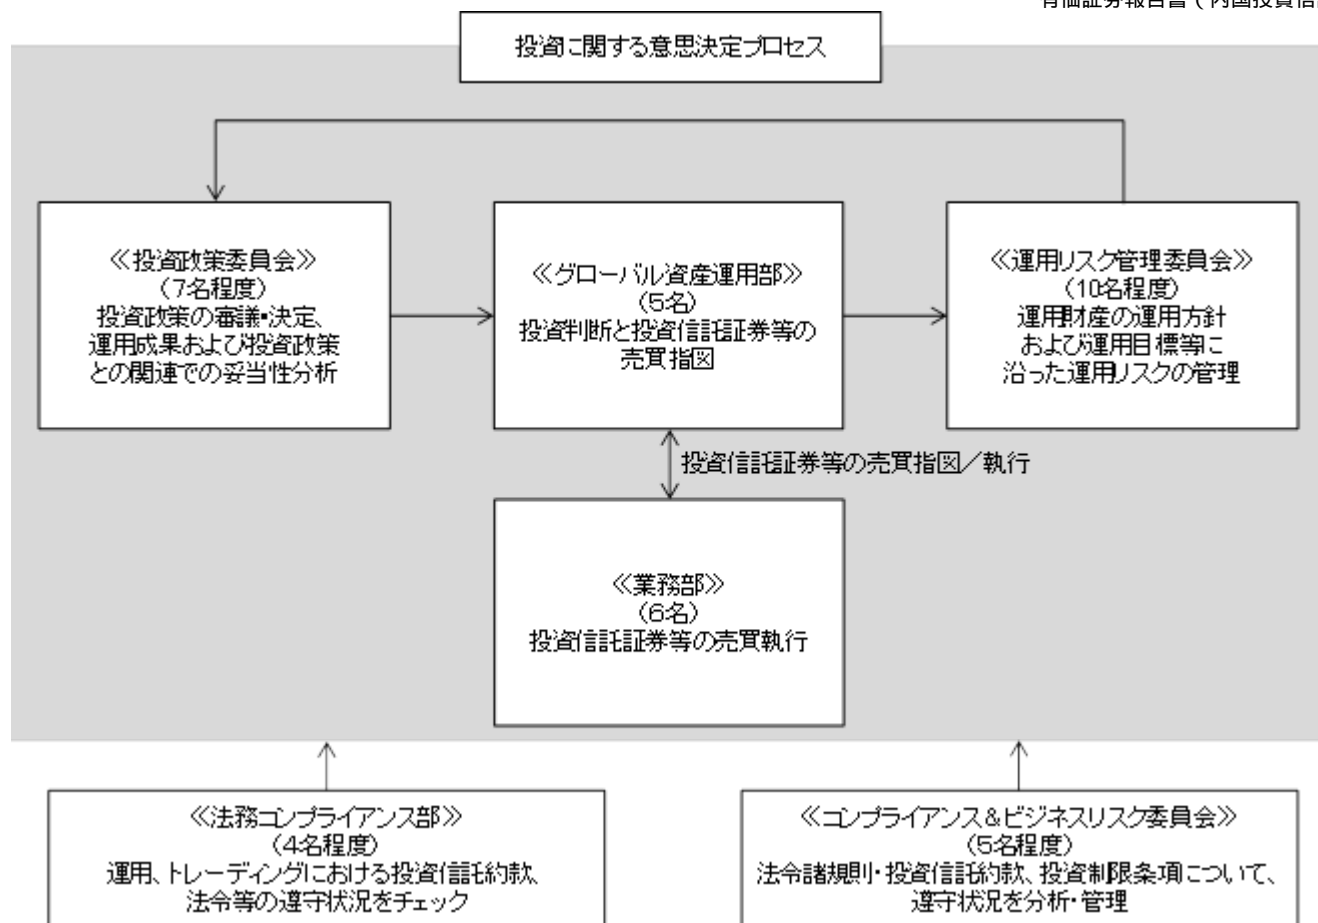 有価証券報告書(内国投資信
投資に関する意思決定プロセス
≪投資政策委員会≫
(7名程度)
投資政策の審議・決定、
運用成果および投資政策
との関連での妥当性分析
≪グローバル資産運用部≫
(5名)
投資判断と投資信託証券等の
売買指図
≪運用リスク管理委員会≫
(10名程度)
運用財産の運用方針
および運用目標等に
沿った運用リスクの管理
投資信託証券等の売買指図/執行
≪業務部≫
(6名)
投資信託証券等の売買執行
≪法務コンプライアンス部≫
(4名程度)
運用、トレーディングにおける投資信託約款、
法令等の遵守状況をチェック
≪コンプライアンス&ビジネスリスク委員会≫
(5名程度)
法令諸規則・投資信託約款、投資制限条項について、
遵守状況を分析・管理